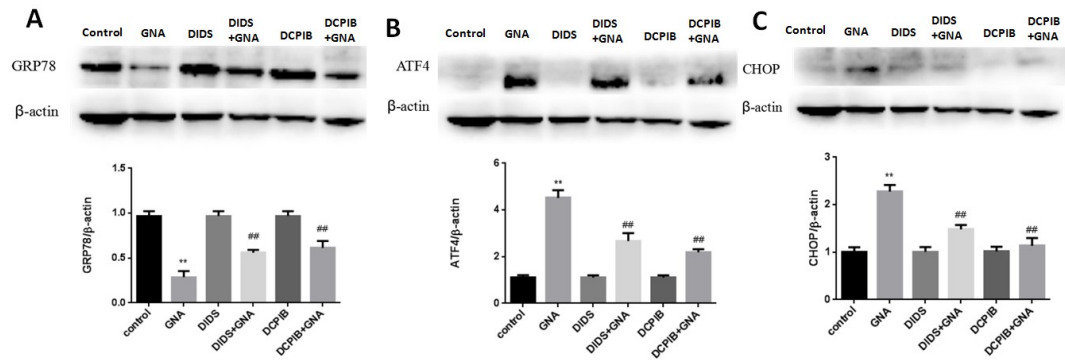 A
Control GNA DIDS DIDS +GNA DCPIB DCPIB +GNA
GRP78
β-actin
GRP78/β-actin
1.5
1.0
0.5
0.0
**
##
##
control GNA DIDS DIDS+GNA DCPIB DCPIB+GNA
B
Control GNA DIDS DIDS +GNA DCPIB DCPIB +GNA
ATF4
β-actin
ATF4/β-actin
6
4
2
0
**
##
##
control GNA DIDS DIDS+GNA DCPIB DCPIB+GNA
C
Control GNA DIDS DIDS +GNA DCPIB DCPIB +GNA
CHOP
β-actin
CHOP/β-actin
3
2
1
0
**
##
##
control GNA DIDS DIDS+GNA DCPIB DCPIB+GNA